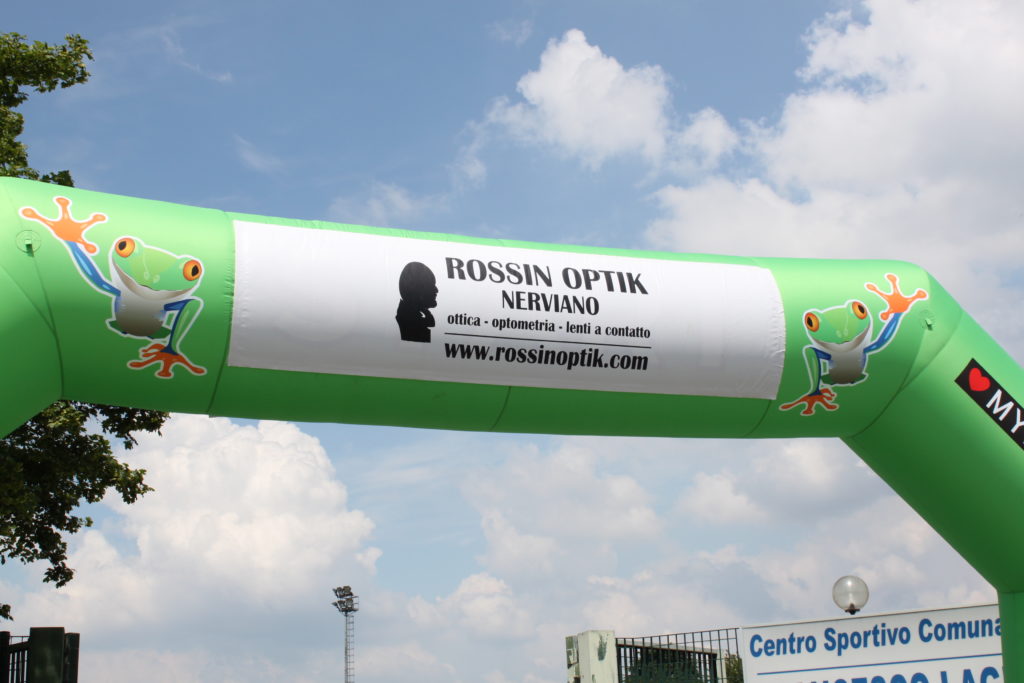 ROSSIN OPTIK
NERVIANO
ottica - optometria - lenti a contatto
www.rossinoptik.com
MY
Centro Sportivo Comuna